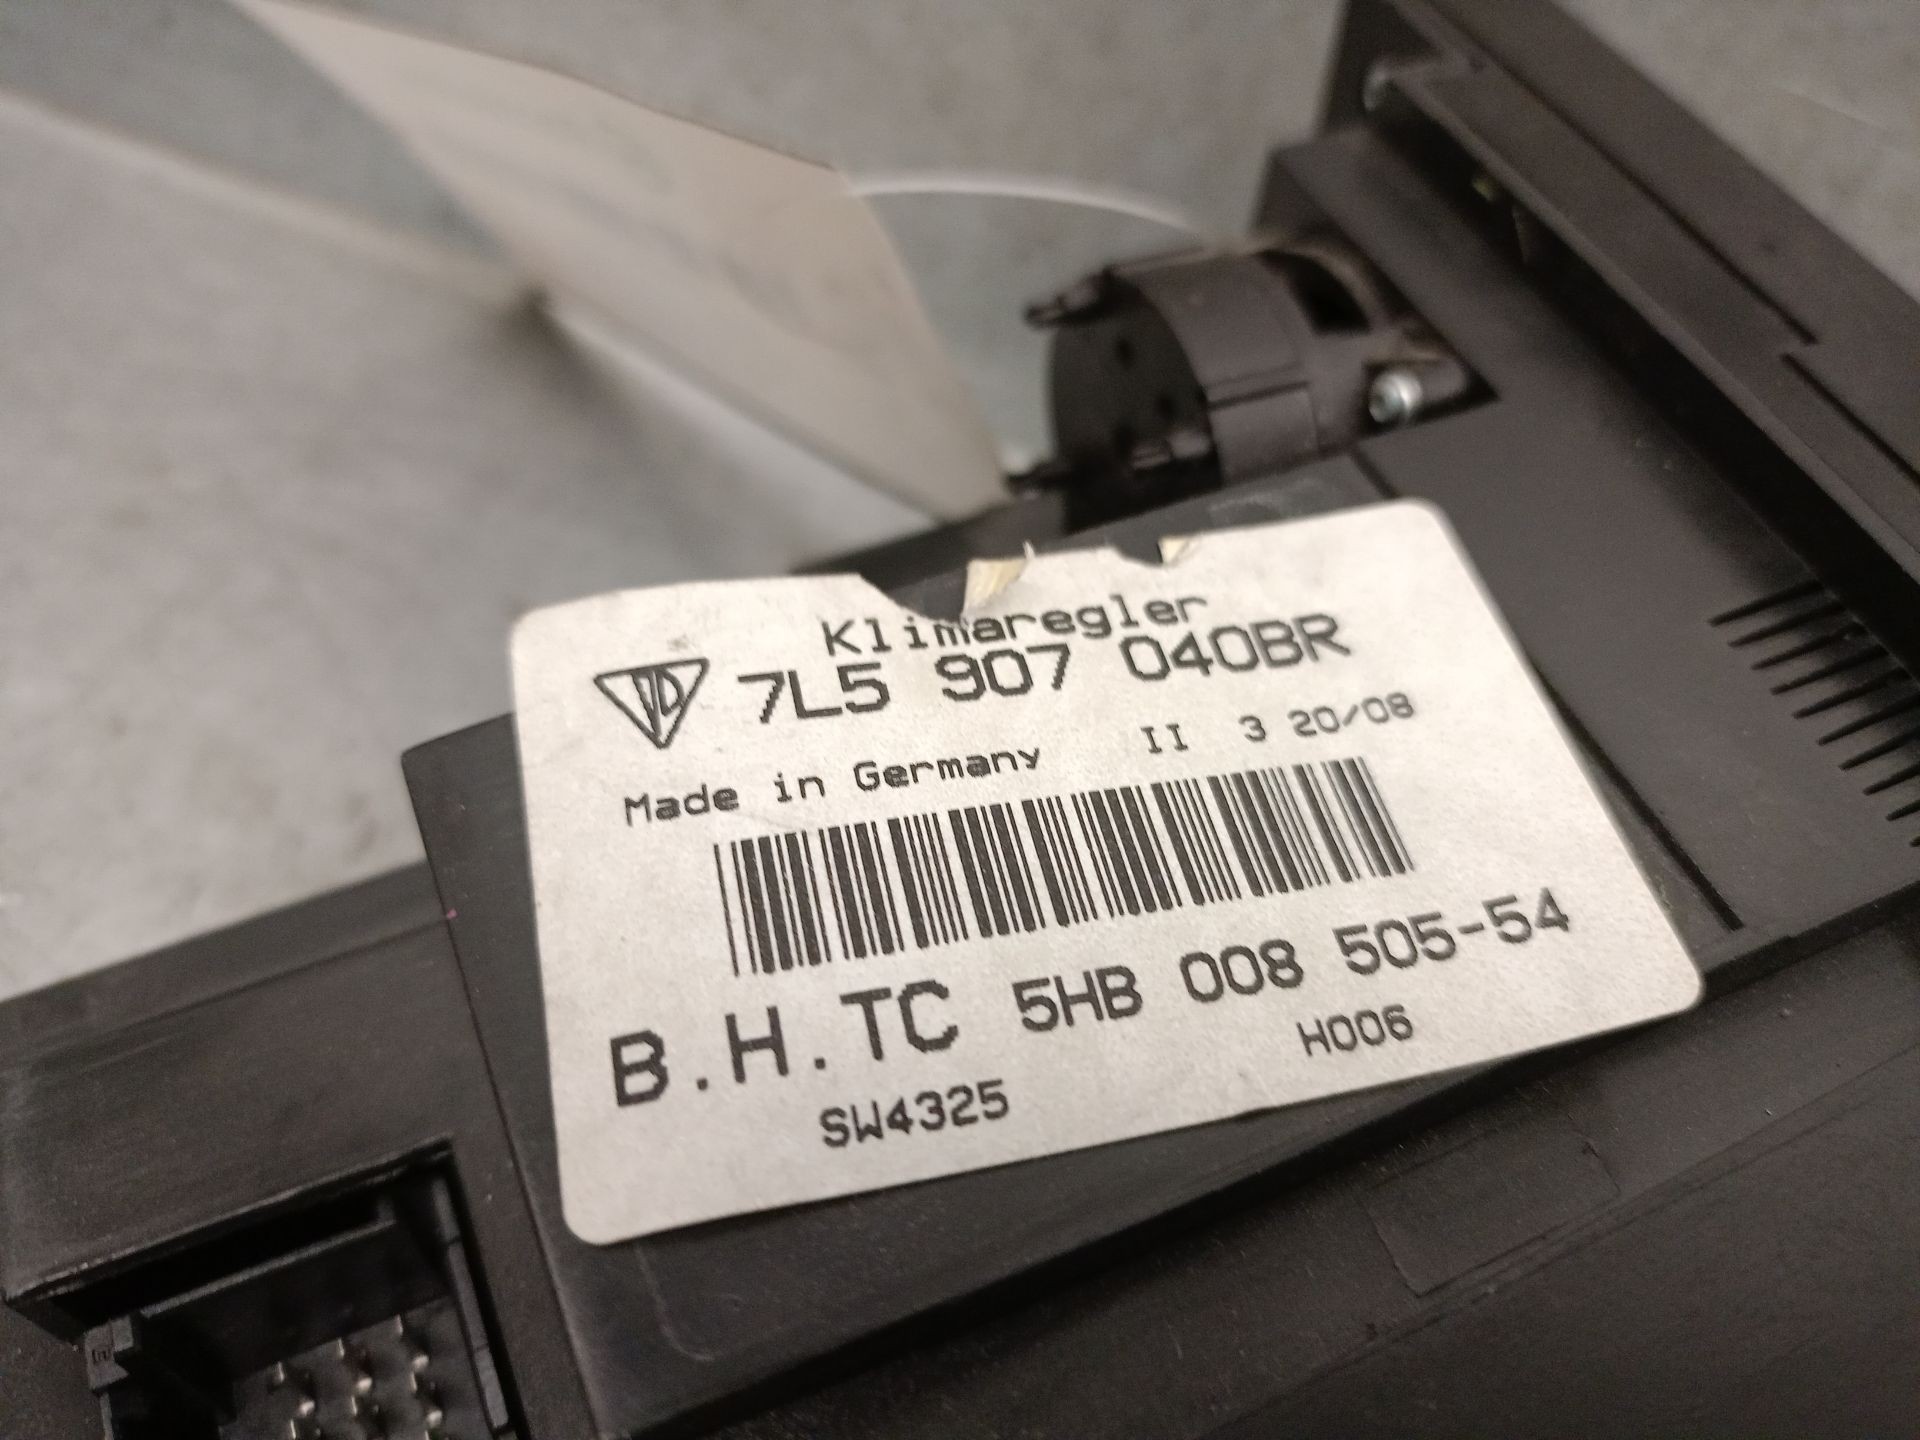 Klimaregler
7L5 907 040BR
Made in Germany II 3 20/08
B.H.TC 5HB 008 505-54
SW4325 H006